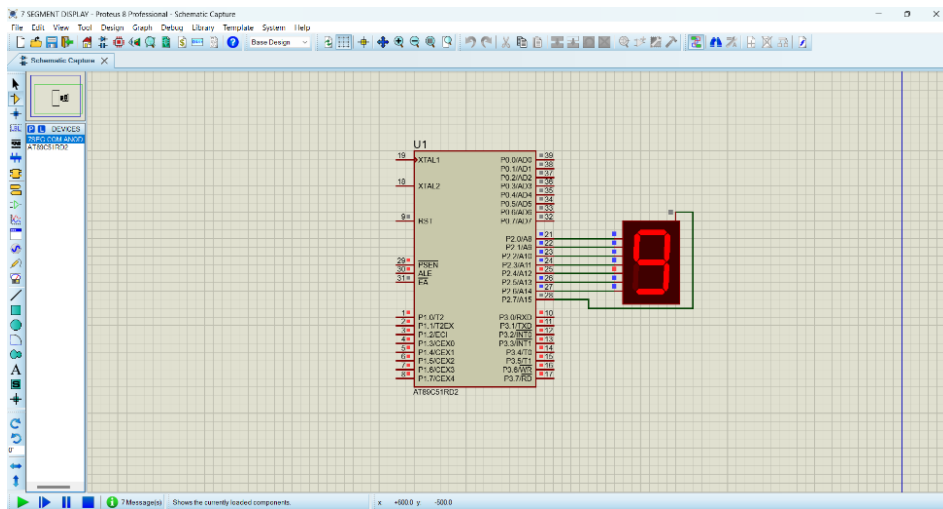 7 SEGMENT DISPLAY - Proteus 8 Professional - Schematic Capture
File Edit View Tool Design Graph Debug Library Template System Help
Base Design
Schematic Capture X
P L DEVICES
7SEG-COM-ANOD
AT89C51RD2
U1
19 XTAL1
18 XTAL2
9 RST
29 PSEN
30 ALE
31 EA
1 P1.0/T2
2 P1.1/T2EX
3 P1.2/ECI
4 P1.3/CEX0
5 P1.4/CEX1
6 P1.5/CEX2
7 P1.6/CEX3
8 P1.7/CEX4
P0.0/AD0 39
P0.1/AD1 38
P0.2/AD2 37
P0.3/AD3 36
P0.4/AD4 35
P0.5/AD5 34
P0.6/AD6 33
P0.7/AD7 32
P2.0/A8 21
P2.1/A9 22
P2.2/A10 23
P2.3/A11 24
P2.4/A12 25
P2.5/A13 26
P2.6/A14 27
P2.7/A15 28
P3.0/RXD 10
P3.1/TXD 11
P3.2/INT0 12
P3.3/INT1 13
P3.4/T0 14
P3.5/T1 15
P3.6/WR 16
P3.7/RD 17
AT89C51RD2
9
7 Message(s) Shows the currently loaded components. x +600.0 y -500.0